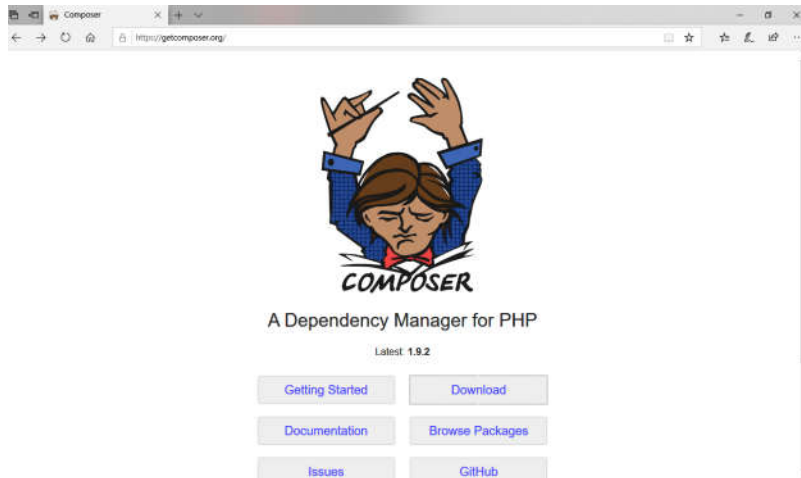 Composer
https://getcomposer.org/
COMPOSER
A Dependency Manager for PHP
Latest: 1.9.2
Getting Started
Download
Documentation
Browse Packages
Issues
GitHub